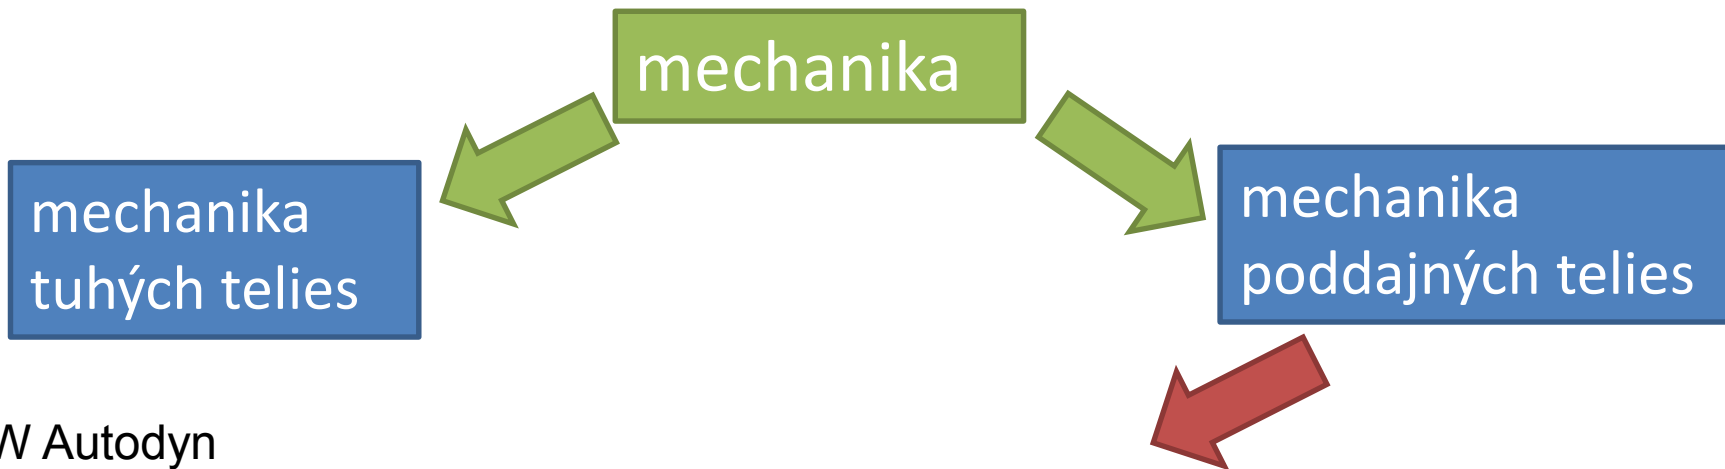 mechanika
mechanika
tuhých telies
mechanika
poddajných telies
W Autodyn